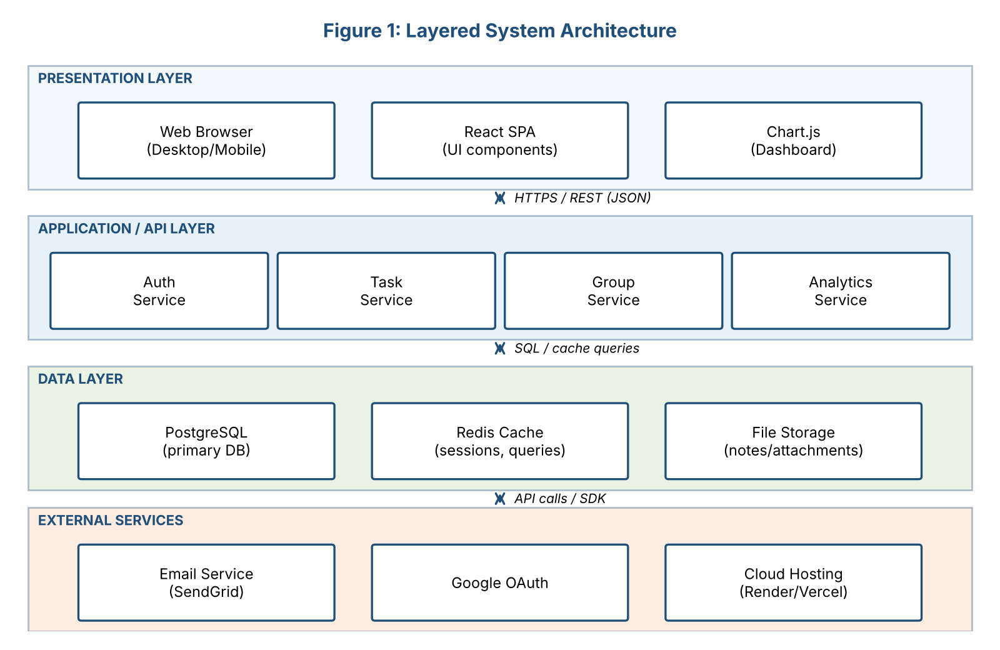 Figure 1: Layered System Architecture
PRESENTATION LAYER
Web Browser
(Desktop/Mobile)
React SPA
(UI components)
Chart.js
(Dashboard)
HTTPS / REST (JSON)
APPLICATION / API LAYER
Auth
Service
Task
Service
Group
Service
Analytics
Service
SQL / cache queries
DATA LAYER
PostgreSQL
(primary DB)
Redis Cache
(sessions, queries)
File Storage
(notes/attachments)
API calls / SDK
EXTERNAL SERVICES
Email Service
(SendGrid)
Google OAuth
Cloud Hosting
(Render/Vercel)